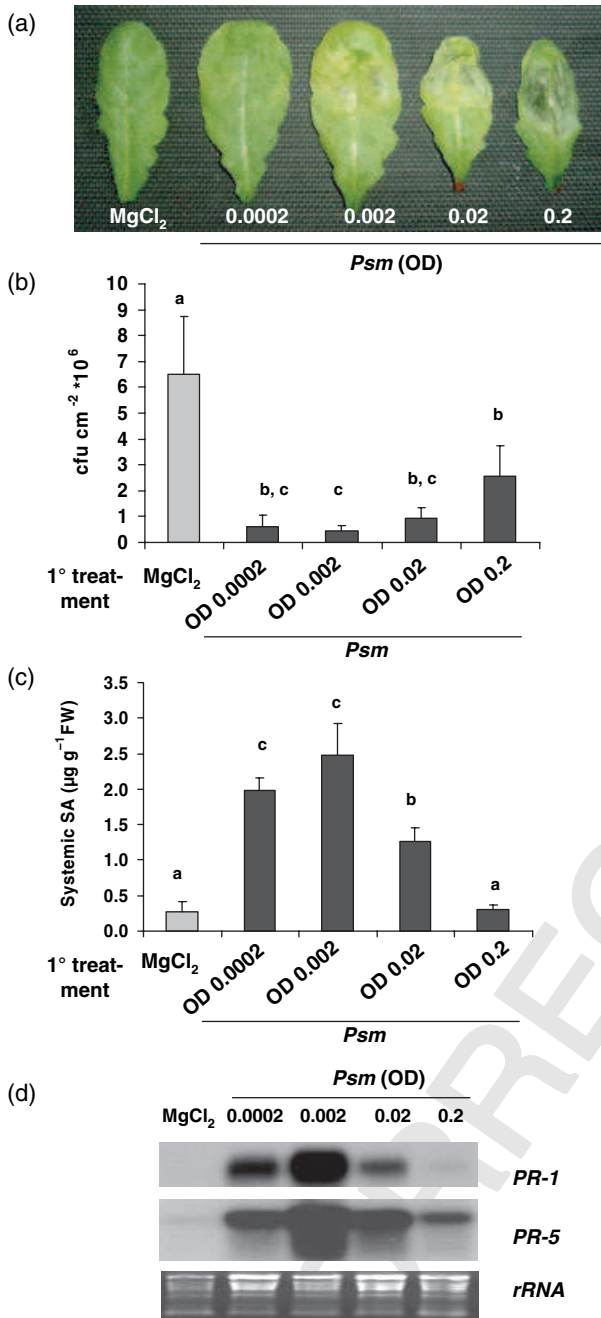 (a)
MgCl₂ 0.0002 0.002 0.02 0.2
Psm (OD)
(b)
cfu cm⁻² *10⁶
10
9
8
7
6
5
4
3
2
1
0
a
b, c
c
b, c
b
1° treat-
ment
MgCl₂
OD 0.0002
OD 0.002
OD 0.02
OD 0.2
Psm
(c)
Systemic SA (µg g⁻¹FW)
3.5
3.0
2.5
2.0
1.5
1.0
0.5
0.0
a
c
c
b
a
1° treat-
ment
MgCl₂
OD 0.0002
OD 0.002
OD 0.02
OD 0.2
Psm
(d)
Psm (OD)
MgCl₂ 0.0002 0.002 0.02 0.2
PR-1
PR-5
rRNA
ARREC